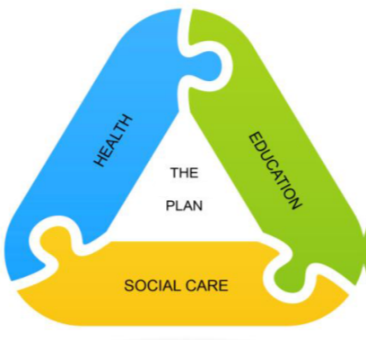 HEALTH
EDUCATION
THE
PLAN
SOCIAL CARE